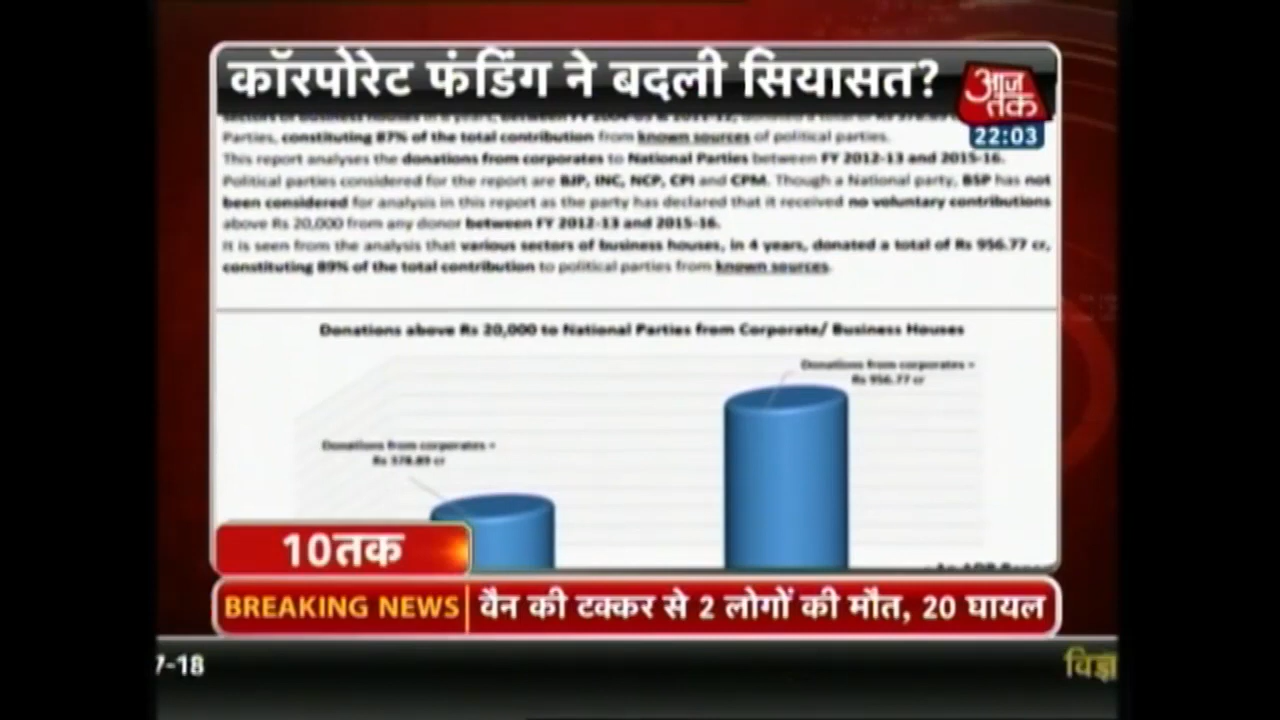 कॉरपोरेट फंडिंग ने बदली सियासत?
आज
तक
22:03
Parties, constituting 87% of the total contribution from known sources of political parties.
This report analyses the donations from corporates to National Parties between FY 2012-13 and 2015-16.
Political parties considered for the report are BJP, INC, NCP, CPI and CPM. Though a National party, BSP has not
been considered for analysis in this report as the party has declared that it received no voluntary contributions
above Rs 20,000 from any donor between FY 2012-13 and 2015-16.
It is seen from the analysis that various sectors of business houses, in 4 years, donated a total of Rs 956.77 cr,
constituting 89% of the total contribution to political parties from known sources.
Donations above Rs 20,000 to National Parties from Corporate/ Business Houses
Donations from corporates =
Rs 956.77 cr
Donations from corporates =
Rs 378.89 cr
10तक
BREAKING NEWS वैन की टक्कर से 2 लोगों की मौत, 20 घायल
7-18